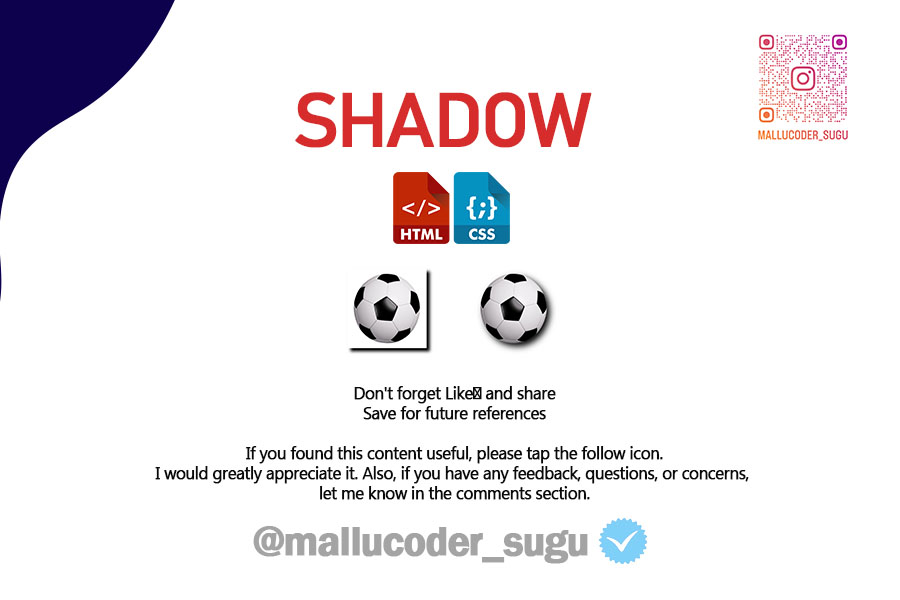 MALLUCODER_SUGU
SHADOW
</>
HTML
{;}
CSS
Don't forget Like and share
Save for future references
If you found this content useful, please tap the follow icon.
I would greatly appreciate it. Also, if you have any feedback, questions, or concerns,
let me know in the comments section.
@mallucoder_sugu